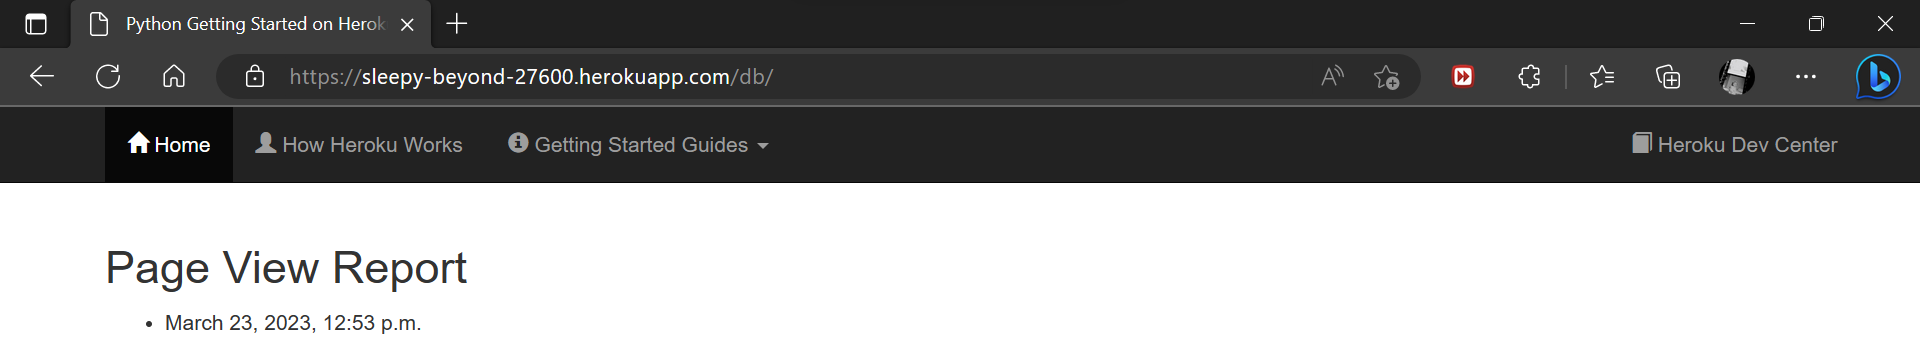 Python Getting Started on Herok
https://sleepy-beyond-27600.herokuapp.com/db/
Home How Heroku Works Getting Started Guides Heroku Dev Center
Page View Report
• March 23, 2023, 12:53 p.m.